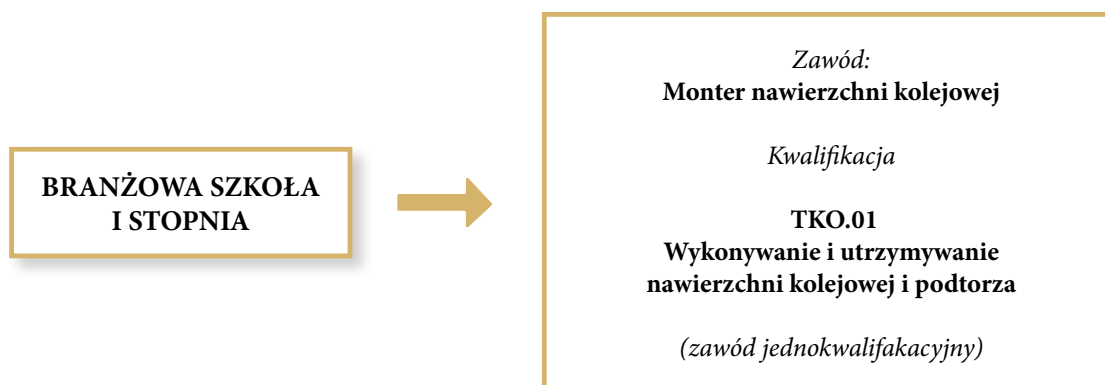 BRANŻOWA SZKOŁA
I STOPNIA
Zawód:
Monter nawierzchni kolejowej
Kwalifikacja
TKO.01
Wykonywanie i utrzymywanie
nawierzchni kolejowej i podtorza
(zawód jednokwalifakacyjny)